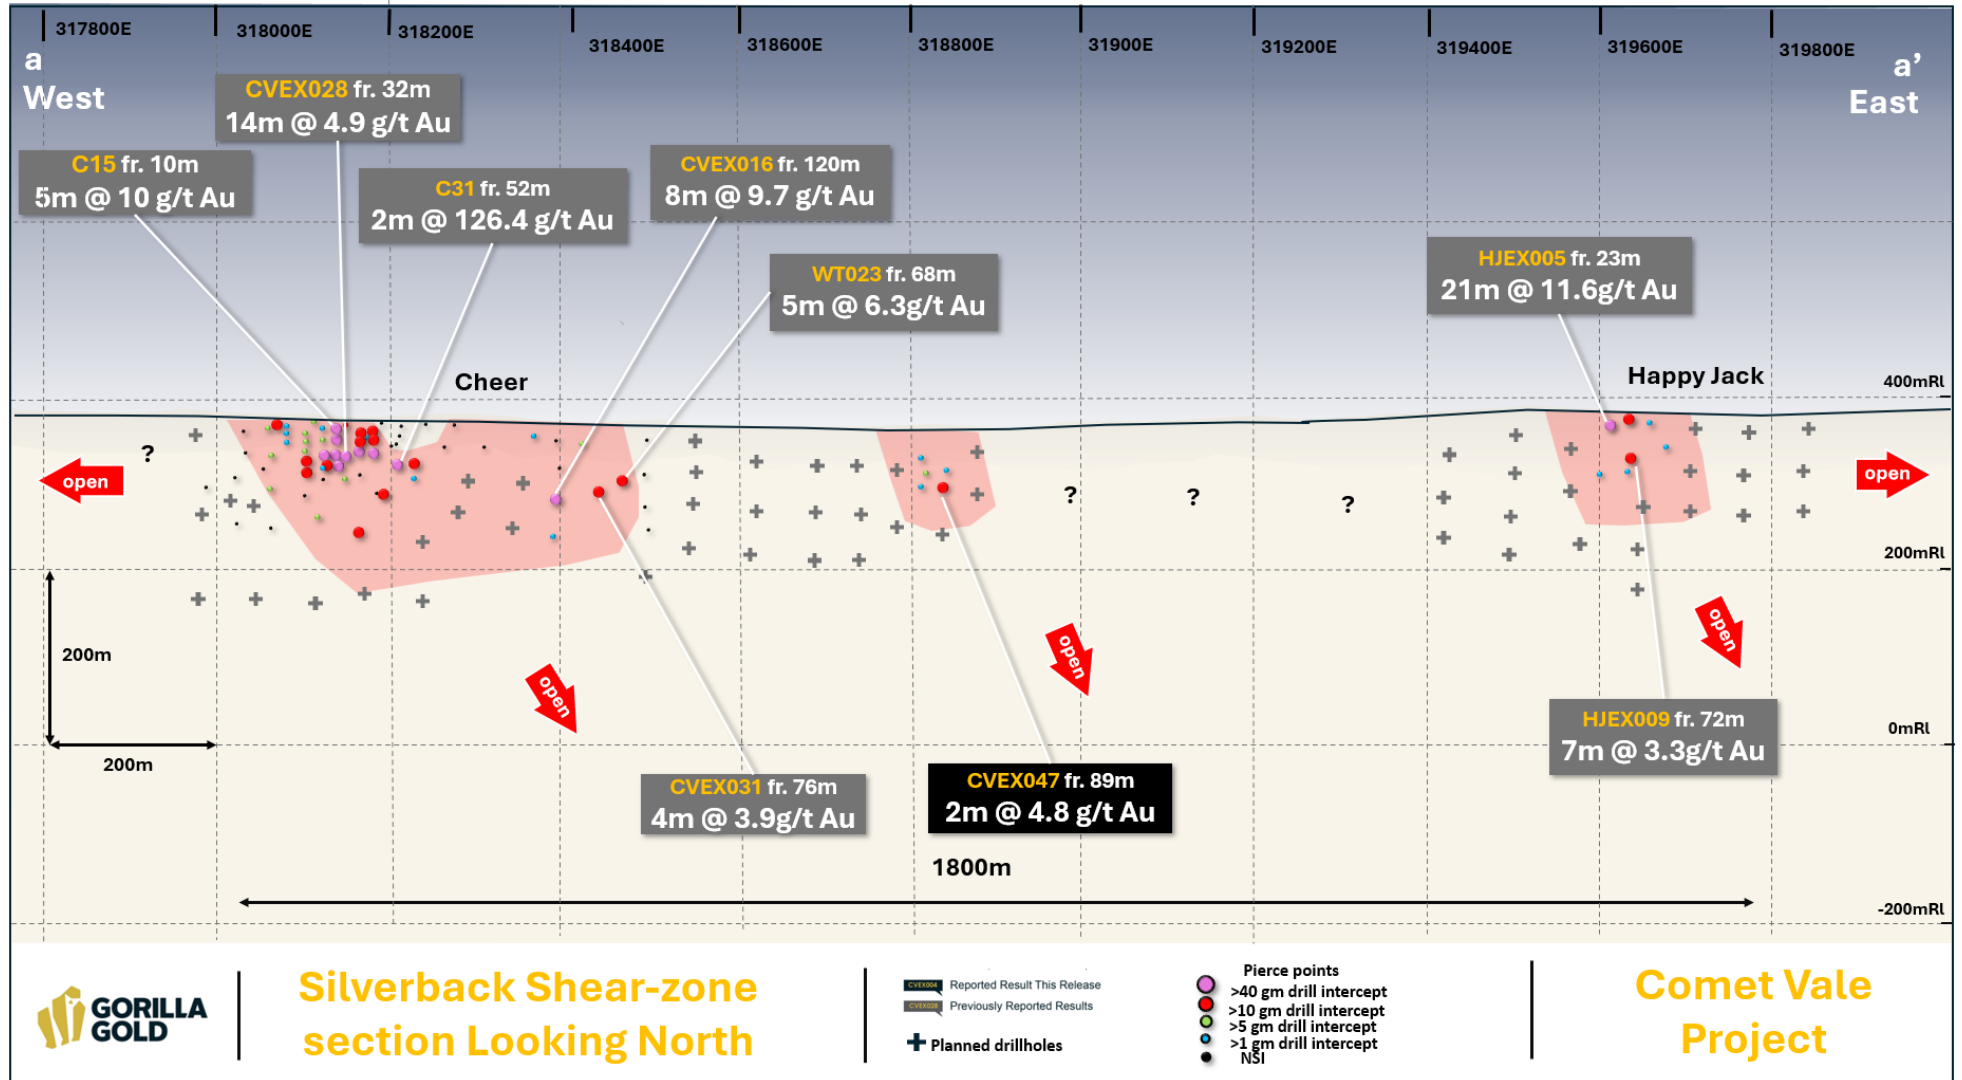 317800E
318000E
318200E
318400E
318600E
318800E
31900E
319200E
319400E
319600E
319800E
a
West
a’
East
CVEX028 fr. 32m
14m @ 4.9 g/t Au
C15 fr. 10m
5m @ 10 g/t Au
C31 fr. 52m
2m @ 126.4 g/t Au
CVEX016 fr. 120m
8m @ 9.7 g/t Au
WT023 fr. 68m
5m @ 6.3g/t Au
HJEX005 fr. 23m
21m @ 11.6g/t Au
Cheer
Happy Jack
400mRl
?
open
?
?
?
open
200mRl
200m
200m
open
open
open
0mRl
CVEX031 fr. 76m
4m @ 3.9g/t Au
CVEX047 fr. 89m
2m @ 4.8 g/t Au
HJEX009 fr. 72m
7m @ 3.3g/t Au
1800m
-200mRl
GORILLA
GOLD
Silverback Shear-zone
section Looking North
CVEX004 Reported Result This Release
CVEX028 Previously Reported Results
Planned drillholes
Pierce points
>40 gm drill intercept
>10 gm drill intercept
>5 gm drill intercept
>1 gm drill intercept
NSI
Comet Vale
Project